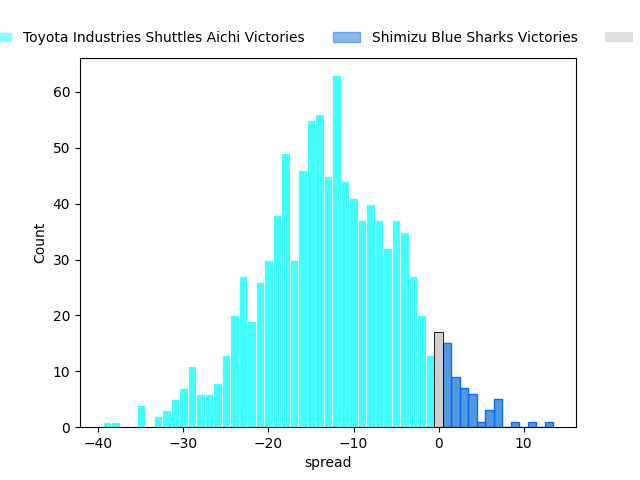 Toyota Industries Shuttles Aichi Victories Shimizu Blue Sharks Victories
60
50
40
30
20
10
0
Count
−40 −30 −20 −10 0 10
spread